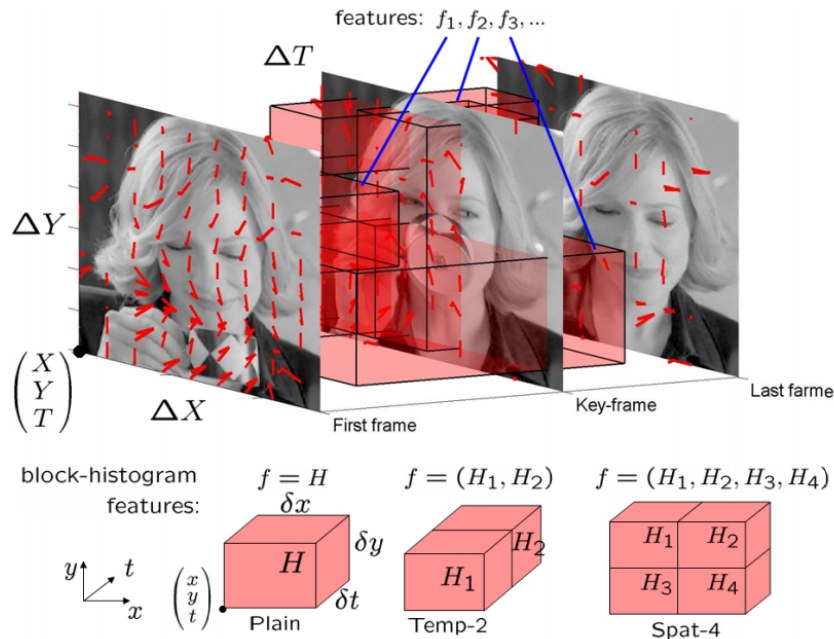 features: f₁, f₂, f₃, ...
ΔT
ΔY
(X Y T)
ΔX
First frame
Key-frame
Last farme
block-histogram
features:
f = H
f = (H₁, H₂)
f = (H₁, H₂, H₃, H₄)
δx
δy
δt
H
H₁
H₂
H₁ H₂
H₃ H₄
y t x
(x y t)
Plain
Temp-2
Spat-4